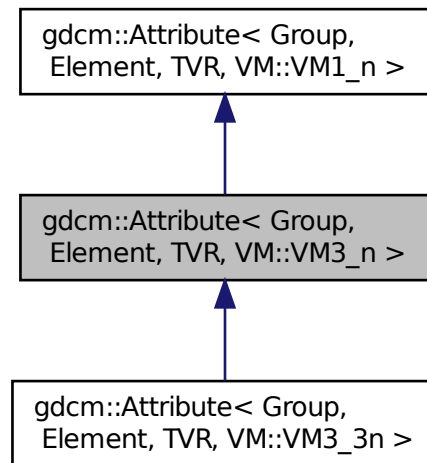 gdcm::Attribute< Group,
Element, TVR, VM::VM1_n >
gdcm::Attribute< Group,
Element, TVR, VM::VM3_n >
gdcm::Attribute< Group,
Element, TVR, VM::VM3_3n >